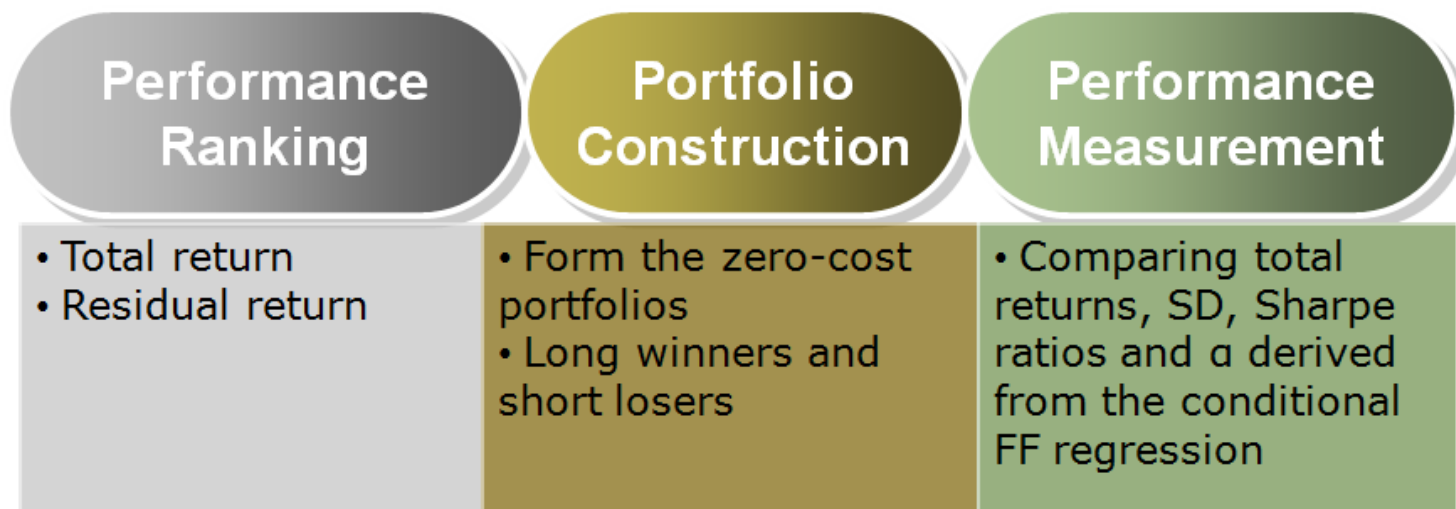 Performance
Ranking
Portfolio
Construction
Performance
Measurement
• Total return
• Residual return
• Form the zero-cost
portfolios
• Long winners and
short losers
• Comparing total
returns, SD, Sharpe
ratios and α derived
from the conditional
FF regression